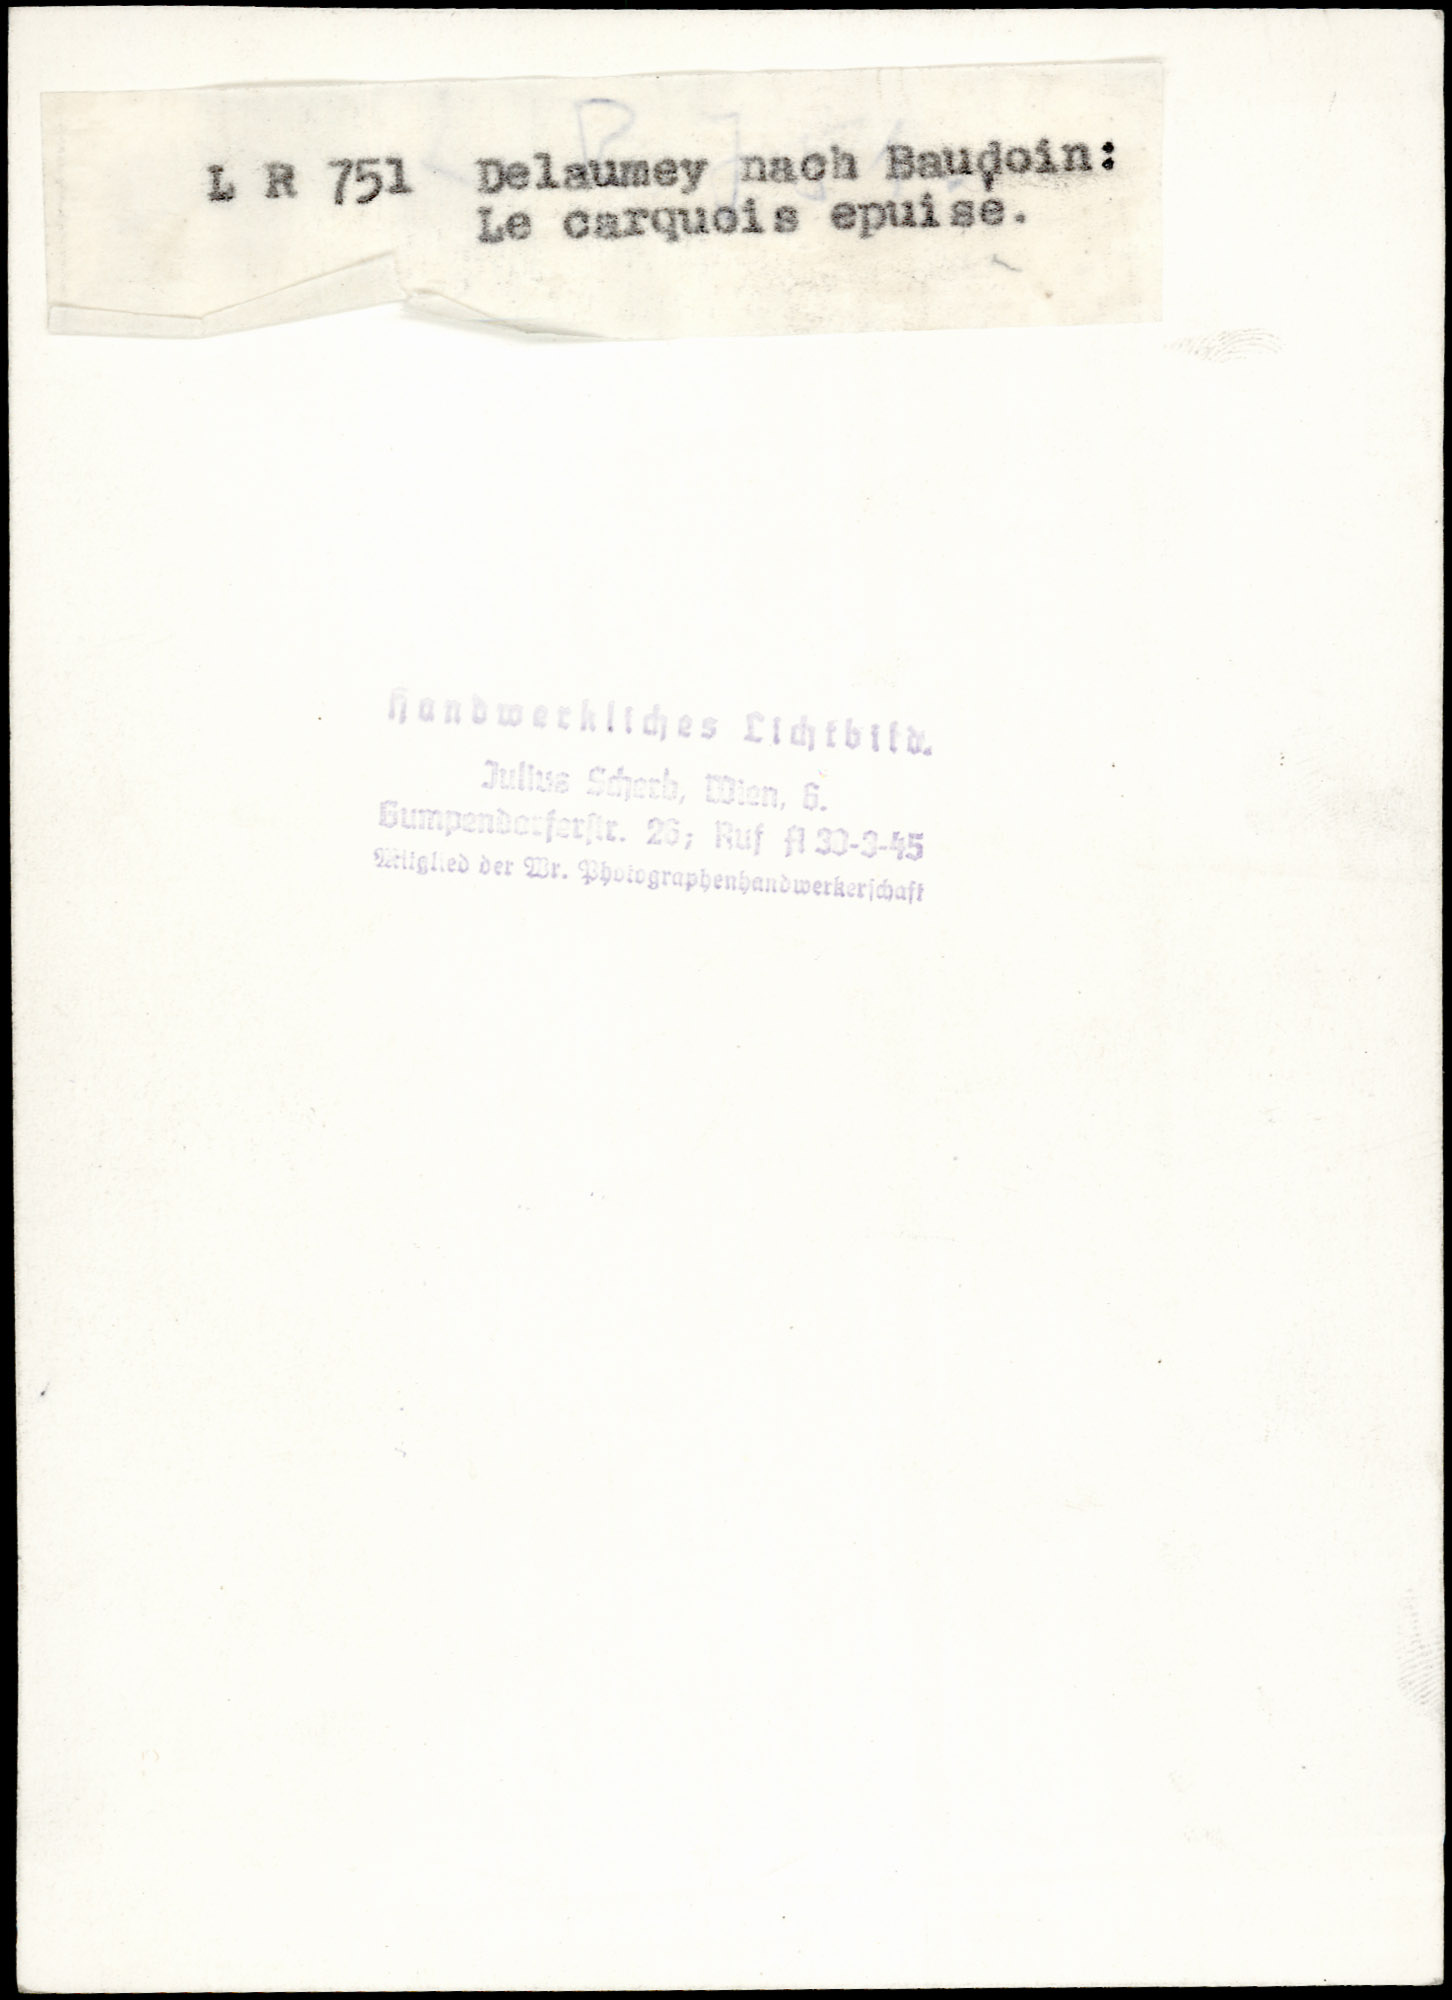 L R 751 Delaumey nach Baudoin:
Le carquois epuise.
Handwerkliches Lichtbild.
Julius Scherb, Wien, 6.
Gumpendorferstr. 26; Ruf A 30-3-45
Mitglied der Wr. Photographenhandwerkerschaft